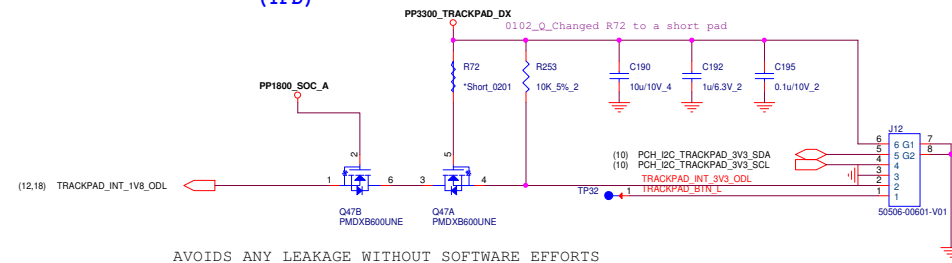 (TPD)
PP3300_TRACKPAD_DX
0102_Q_Changed R72 to a short pad
R72
*Short_0201
R253
10K_5%_2
C190
10u/10V_4
C192
1u/6.3V_2
C195
0.1u/10V_2
PP1800_SOC_A
J12
6 6 G1 7
5 5 G2 8
4 4
3 3
2 2
1 1
50506-00601-V01
(10) PCH_I2C_TRACKPAD_3V3_SDA
(10) PCH_I2C_TRACKPAD_3V3_SCL
TRACKPAD_INT_3V3_ODL
TP32 1 TRACKPAD_BTN_L
2
5
(12,18) TRACKPAD_INT_1V8_ODL
1 6 3 4
Q47B
PMDXB600UNE
Q47A
PMDXB600UNE
AVOIDS ANY LEAKAGE WITHOUT SOFTWARE EFFORTS